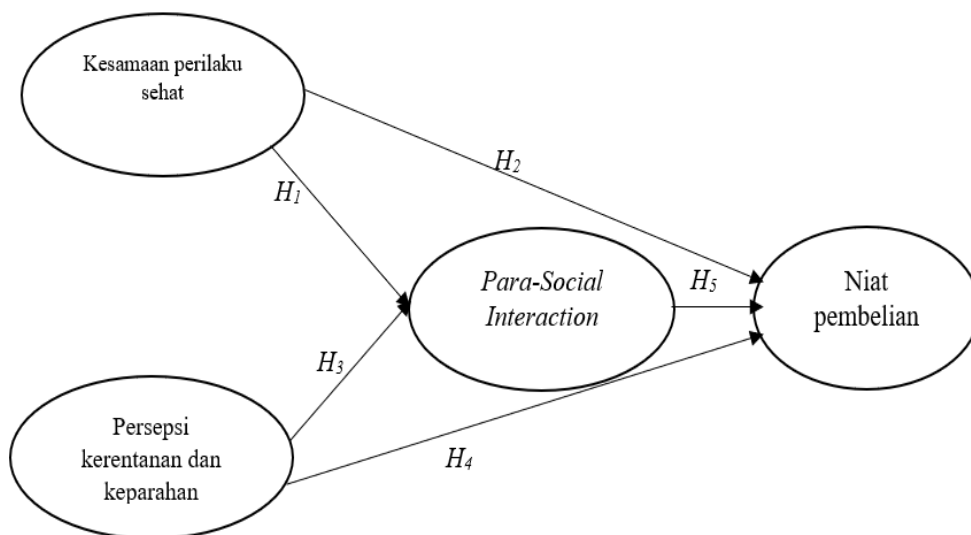 Kesamaan perilaku
sehat
H₂
H₁
Para-Social
Interaction
H₅
Niat
pembelian
H₃
Persepsi
kerentanan dan
keparahan
H₄